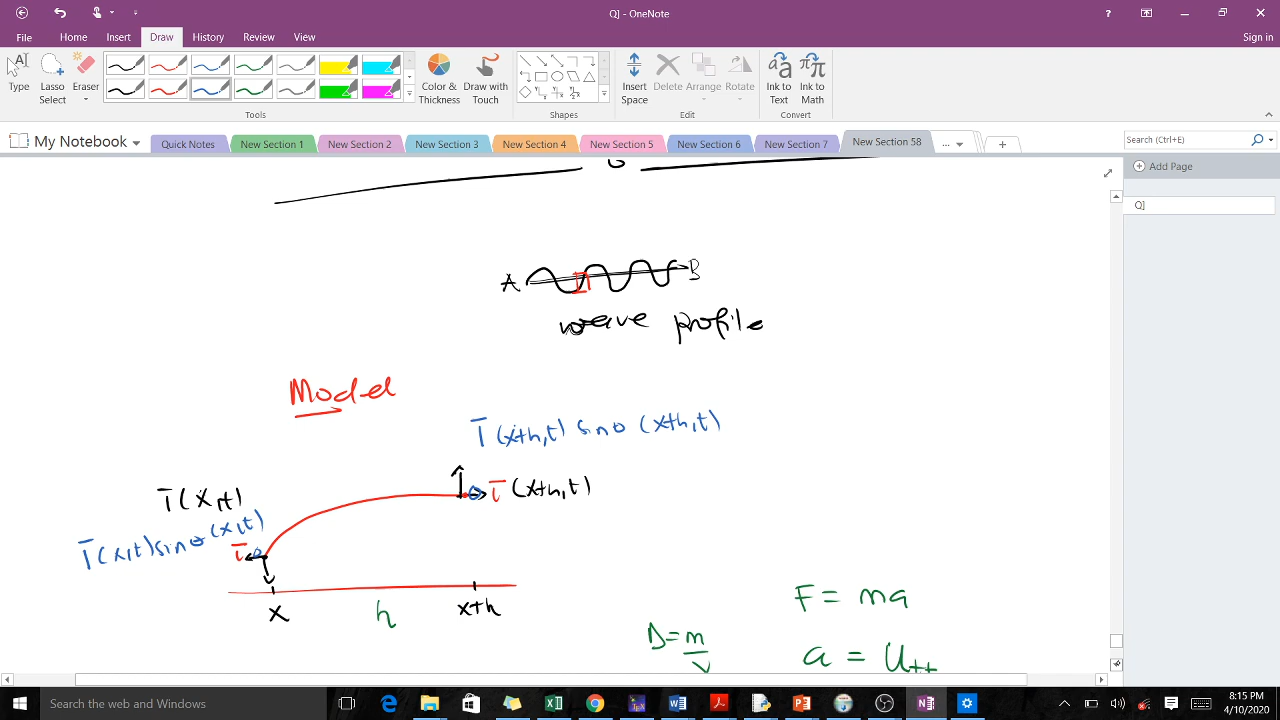 Q] - OneNote
Sign in
File Home Insert Draw History Review View
Type
Lasso Select
Eraser
Color & Thickness
Draw with Touch
Insert Space
Delete
Arrange
Rotate
Ink to Text
Ink to Math
Tools
Shapes
Edit
Convert
My Notebook
Quick Notes
New Section 1
New Section 2
New Section 3
New Section 4
New Section 5
New Section 6
New Section 7
New Section 58
...
Search (Ctrl+E)
Add Page
Q]
A B
wave profile
Model
T(x+h,t) sinθ (x+h,t)
T(x,t)
T (x+h,t)
T(x,t) sinθ (x,t)
T
x h x+h
F = ma
D = m/v
a = Utt
Search the web and Windows
8:15 PM
4/10/2020